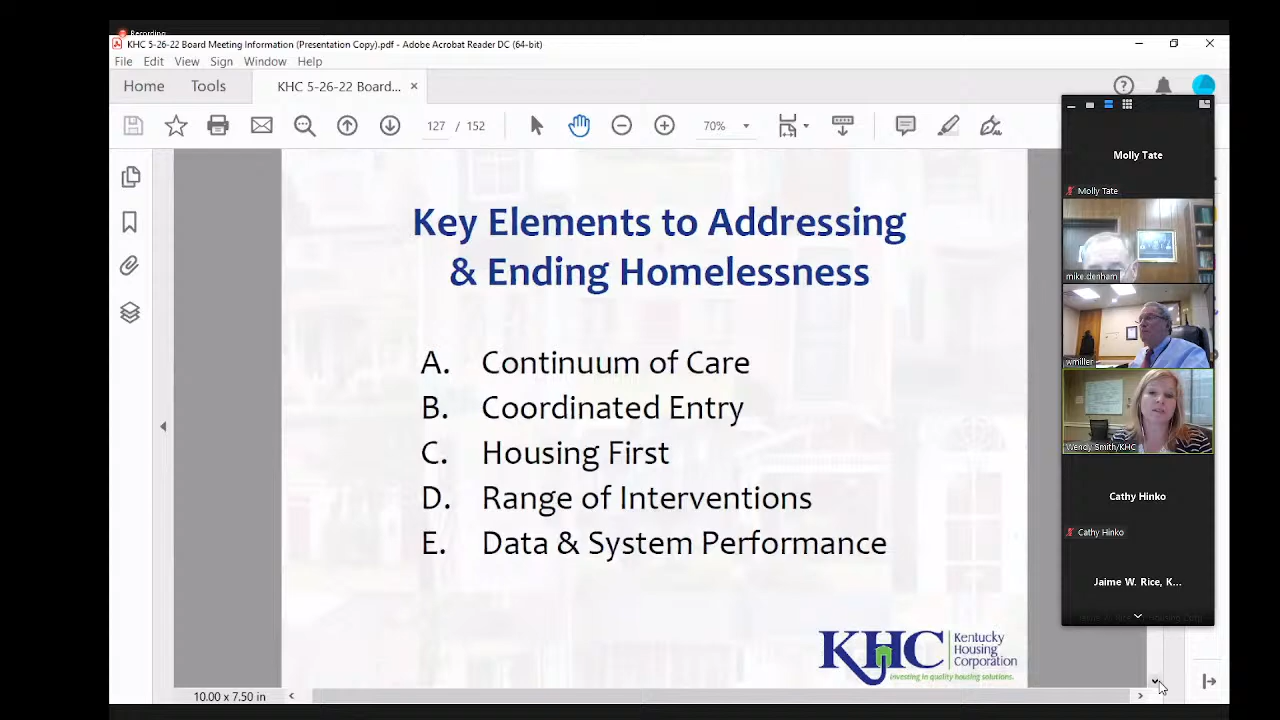 Recording
KHC 5-26-22 Board Meeting Information (Presentation Copy).pdf - Adobe Acrobat Reader DC (64-bit)
File Edit View Sign Window Help
Home Tools KHC 5-26-22 Board...
127 / 152 70%
Key Elements to Addressing
& Ending Homelessness
A. Continuum of Care
B. Coordinated Entry
C. Housing First
D. Range of Interventions
E. Data & System Performance
KHC Kentucky
Housing
Corporation
Investing in quality housing solutions.
10.00 x 7.50 in
Molly Tate
Molly Tate
mike denham
wmiller
Wendy Smith/KHC
Cathy Hinko
Cathy Hinko
Jaime W. Rice, K...